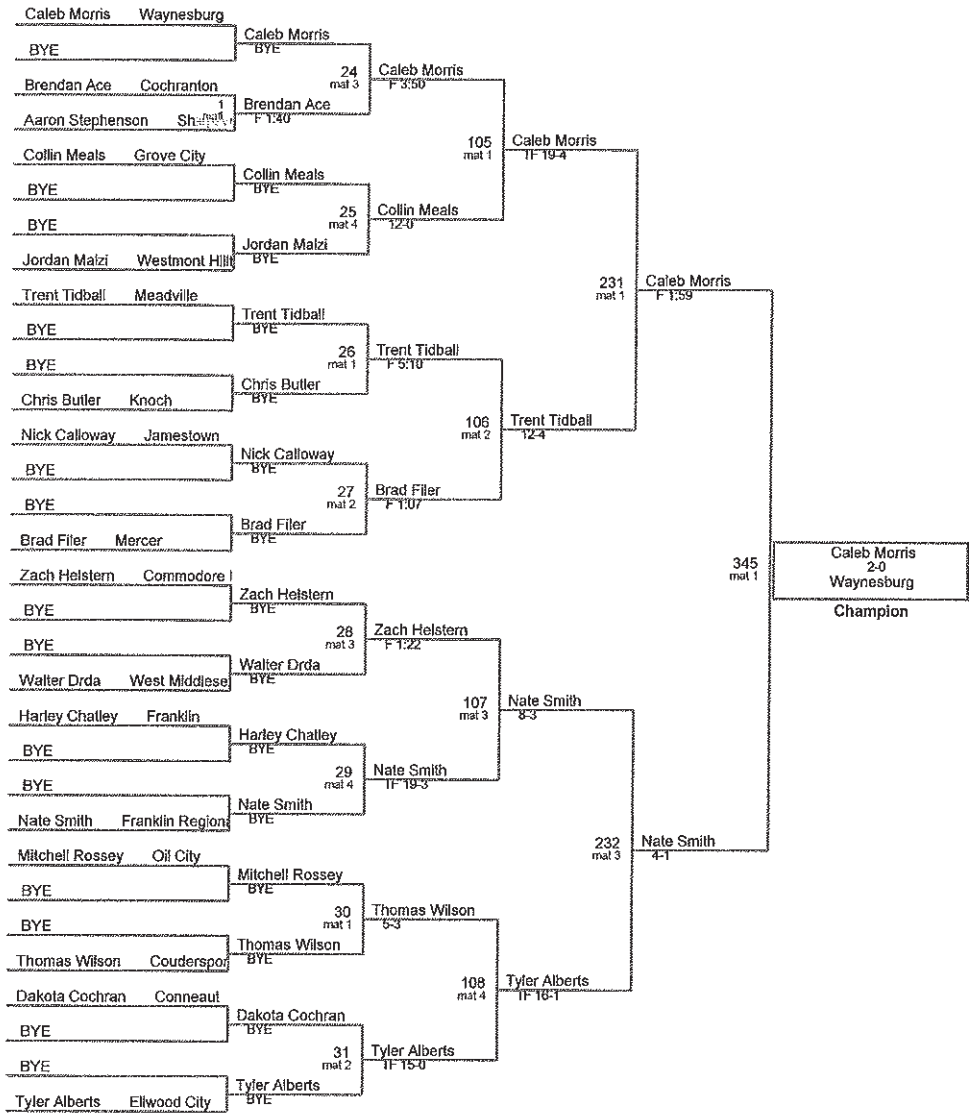 Caleb Morris Waynesburg
BYE
Brendan Ace Cochranton
Aaron Stephenson
Collin Meals Grove City
BYE
BYE
Jordan Malzi Westmont Hill
Trent Tidball Meadville
BYE
BYE
Chris Butler Knoch
Nick Calloway Jamestown
BYE
BYE
Brad Filer Mercer
Zach Helstern Commodore
BYE
BYE
Walter Drda West Middlese
Harley Chatley Franklin
BYE
BYE
Nate Smith Franklin Regiona
Mitchell Rossey Oil City
BYE
BYE
Thomas Wilson Couderspor
Dakota Cochran Conneaut
BYE
BYE
Tyler Alberts Ellwood City
1
mat
Caleb Morris
BYE
Brendan Ace
F 1:40
Collin Meals
BYE
Jordan Malzi
BYE
Trent Tidball
BYE
Chris Butler
BYE
Nick Calloway
BYE
Brad Filer
BYE
Zach Helstern
BYE
Walter Drda
BYE
Harley Chatley
BYE
Nate Smith
BYE
Mitchell Rossey
BYE
Thomas Wilson
BYE
Dakota Cochran
BYE
Tyler Alberts
BYE
24
mat 3
25
mat 4
26
mat 1
27
mat 2
28
mat 3
29
mat 4
30
mat 1
31
mat 2
Caleb Morris
F 3:50
Collin Meals
12-0
Trent Tidball
F 5:10
Brad Filer
F 1:07
Zach Helstern
F 1:22
Nate Smith
TF 19-3
Thomas Wilson
5-3
Tyler Alberts
TF 15-0
105
mat 1
106
mat 2
107
mat 3
108
mat 4
Caleb Morris
TF 19-4
Trent Tidball
12-4
Nate Smith
8-3
Tyler Alberts
TF 16-1
231
mat 1
232
mat 3
Caleb Morris
F 1:59
Nate Smith
4-1
345
mat 1
Caleb Morris
2-0
Waynesburg
Champion